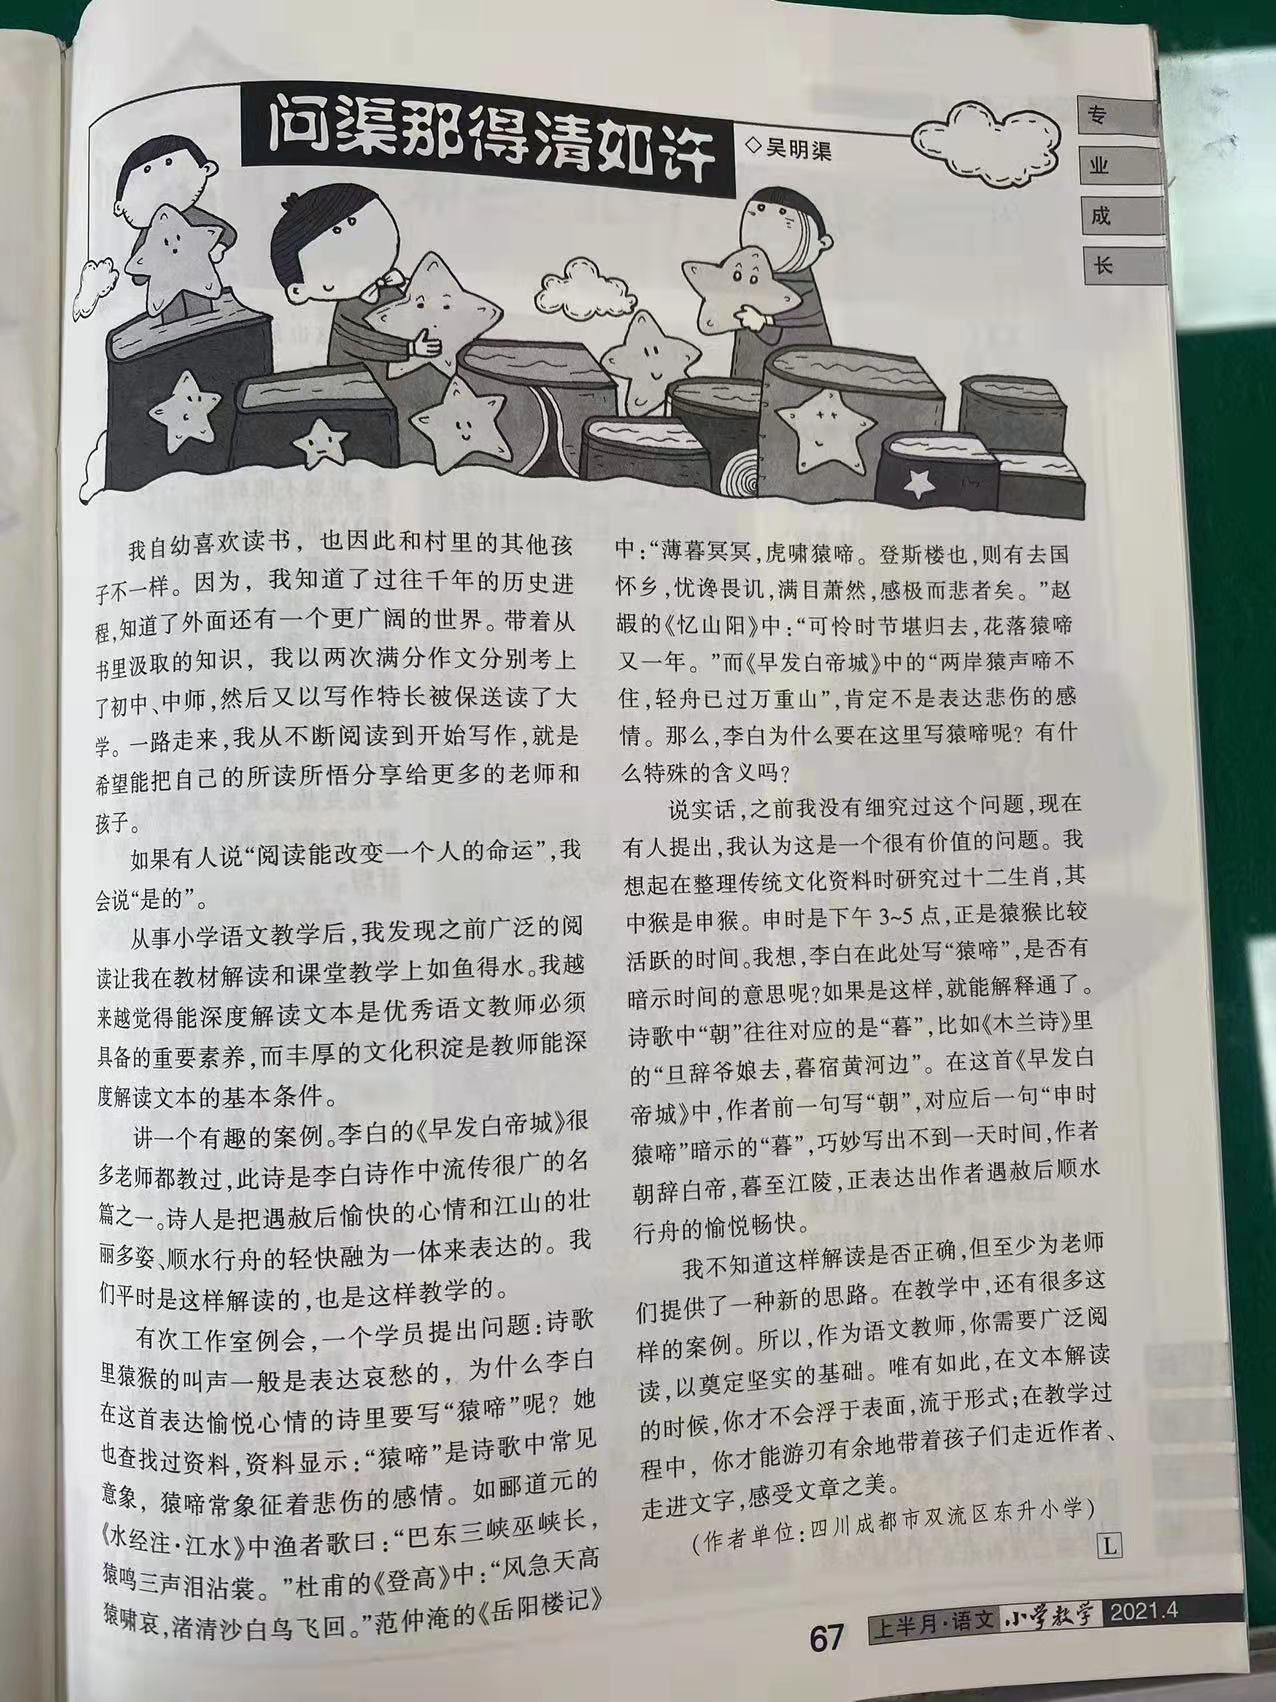 问渠那得清如许
◇吴明渠
专
业
成
长
我自幼喜欢读书，也因此和村里的其他孩
子不一样。因为，我知道了过往千年的历史进
程,知道了外面还有一个更广阔的世界。带着从
书里汲取的知识，我以两次满分作文分别考上
了初中、中师,然后又以写作特长被保送读了大
学。一路走来,我从不断阅读到开始写作,就是
希望能把自己的所读所悟分享给更多的老师和
孩子。
如果有人说“阅读能改变一个人的命运”,我
会说“是的”。
从事小学语文教学后,我发现之前广泛的阅
读让我在教材解读和课堂教学上如鱼得水。我越
来越觉得能深度解读文本是优秀语文教师必须
具备的重要素养,而丰厚的文化积淀是教师能深
度解读文本的基本条件。
讲一个有趣的案例。李白的《早发白帝城》很
多老师都教过,此诗是李白诗作中流传很广的名
篇之一。诗人是把遇赦后愉快的心情和江山的壮
丽多姿、顺水行舟的轻快融为一体来表达的。我
们平时是这样解读的,也是这样教学的。
有次工作室例会,一个学员提出问题:诗歌
里猿猴的叫声一般是表达哀愁的，为什么李白
在这首表达愉悦心情的诗里要写“猿啼”呢？她
也查找过资料,资料显示:“猿啼”是诗歌中常见
意象，猿啼常象征着悲伤的感情。如郦道元的
《水经注·江水》中渔者歌曰:“巴东三峡巫峡长，
猿鸣三声泪沾裳。”杜甫的《登高》中:“风急天高
猿啸哀,渚清沙白鸟飞回。”范仲淹的《岳阳楼记》
中:“薄暮冥冥,虎啸猿啼。登斯楼也,则有去国
怀乡,忧谗畏讥,满目萧然,感极而悲者矣。”赵
嘏的《忆山阳》中:“可怜时节堪归去,花落猿啼
又一年。”而《早发白帝城》中的“两岸猿声啼不
住,轻舟已过万重山”,肯定不是表达悲伤的感
情。那么,李白为什么要在这里写猿啼呢？有什
么特殊的含义吗？
说实话,之前我没有细究过这个问题,现在
有人提出,我认为这是一个很有价值的问题。我
想起在整理传统文化资料时研究过十二生肖,其
中猴是申猴。申时是下午3~5点,正是猿猴比较
活跃的时间。我想,李白在此处写“猿啼”,是否有
暗示时间的意思呢?如果是这样,就能解释通了。
诗歌中“朝”往往对应的是“暮”,比如《木兰诗》里
的“旦辞爷娘去,暮宿黄河边”。在这首《早发白
帝城》中,作者前一句写“朝”,对应后一句“申时
猿啼”暗示的“暮”,巧妙写出不到一天时间,作者
朝辞白帝,暮至江陵,正表达出作者遇赦后顺水
行舟的愉悦畅快。
我不知道这样解读是否正确,但至少为老师
们提供了一种新的思路。在教学中,还有很多这
样的案例。所以,作为语文教师,你需要广泛阅
读,以奠定坚实的基础。唯有如此,在文本解读
的时候,你才不会浮于表面,流于形式;在教学过
程中，你才能游刃有余地带着孩子们走近作者、
走进文字,感受文章之美。
(作者单位:四川成都市双流区东升小学)
L
67 上半月·语文 小学教学 2021.4